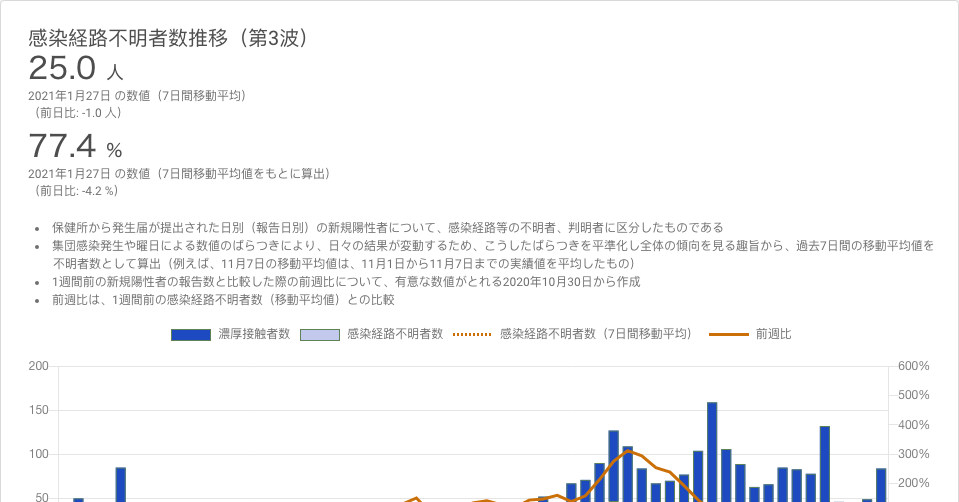 感染経路不明者数推移（第3波）
25.0 人
2021年1月27日 の数値（7日間移動平均）
（前日比: -1.0 人）
77.4 %
2021年1月27日 の数値（7日間移動平均値をもとに算出）
（前日比: -4.2 %）
• 保健所から発生届が提出された日別（報告日別）の新規陽性者について、感染経路等の不明者、判明者に区分したものである
• 集団感染発生や曜日による数値のばらつきにより、日々の結果が変動するため、こうしたばらつきを平準化し全体の傾向を見る趣旨から、過去7日間の移動平均値を
不明者数として算出（例えば、11月7日の移動平均値は、11月1日から11月7日までの実績値を平均したもの）
• 1週間前の新規陽性者の報告数と比較した際の前週比について、有意な数値がとれる2020年10月30日から作成
• 前週比は、1週間前の感染経路不明者数（移動平均値）との比較
濃厚接触者数 感染経路不明者数 感染経路不明者数（7日間移動平均） 前週比
200 600%
500%
150
400%
100 300%
200%
50